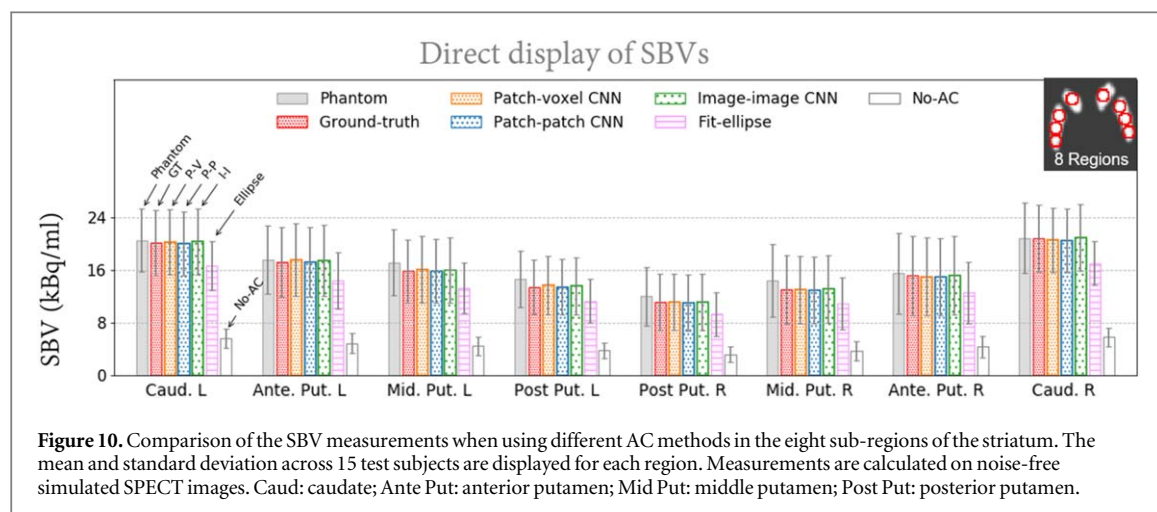 Direct display of SBVs
Phantom
Patch-voxel CNN
Image-image CNN
No-AC
Ground-truth
Patch-patch CNN
Fit-ellipse
8 Regions
Phantom
GT
P-V
P-P
I-I
Ellipse
No-AC
SBV (kBq/ml)
24
16
8
0
Caud. L
Ante. Put. L
Mid. Put. L
Post Put. L
Post Put. R
Mid. Put. R
Ante. Put. R
Caud. R
Figure 10. Comparison of the SBV measurements when using different AC methods in the eight sub-regions of the striatum. The
mean and standard deviation across 15 test subjects are displayed for each region. Measurements are calculated on noise-free
simulated SPECT images. Caud: caudate; Ante Put: anterior putamen; Mid Put: middle putamen; Post Put: posterior putamen.